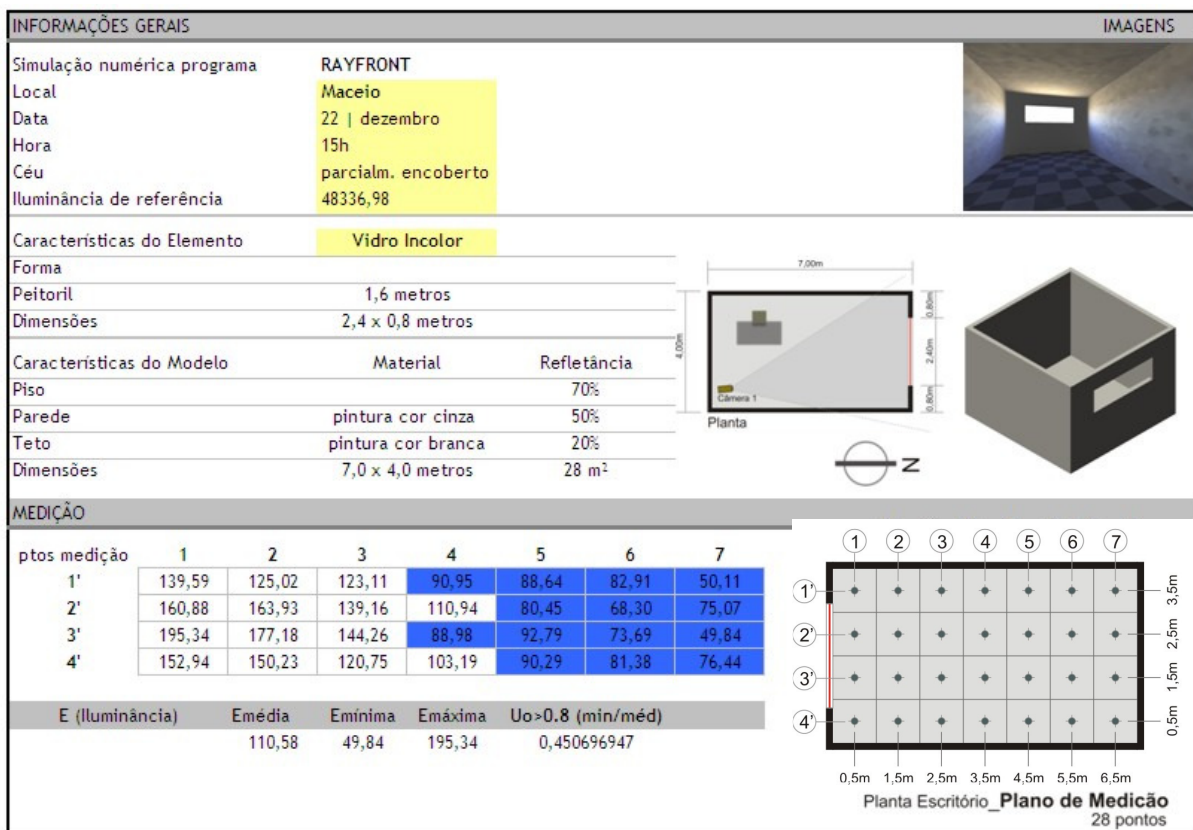 INFORMAÇÕES GERAIS IMAGENS
Simulação numérica programa RAYFRONT
Local Maceio
Data 22 | dezembro
Hora 15h
Céu parcialm. encoberto
Iluminância de referência 48336,98
Característicās do Elemento Vidro Incolor
Forma
Peitoril 1,6 metros
Dimensões 2,4 x 0,8 metros
Características do Modelo Material Refletância
Piso 70%
Parede pintura cor cinza 50%
Teto pintura cor branca 20%
Dimensões 7,0 x 4,0 metros 28 m²
7,00m
4,00m
0,80m
2,40m
0,80m
Câmera 1
Planta
N
MEDIÇÃO
ptos medição 1 2 3 4 5 6 7
1' 139,59 125,02 123,11 90,95 88,64 82,91 50,11
2' 160,88 163,93 139,16 110,94 80,45 68,30 75,07
3' 195,34 177,18 144,26 88,98 92,79 73,69 49,84
4' 152,94 150,23 120,75 103,19 90,29 81,38 76,44
E (Iluminância) Emédia Emínima Emáxima Uo>0.8 (min/méd)
110,58 49,84 195,34 0,450696947
1 2 3 4 5 6 7
1' 3,5m
2' 2,5m
3' 1,5m
4' 0,5m
0,5m 1,5m 2,5m 3,5m 4,5m 5,5m 6,5m
Planta Escritório_Plano de Medicão
28 pontos